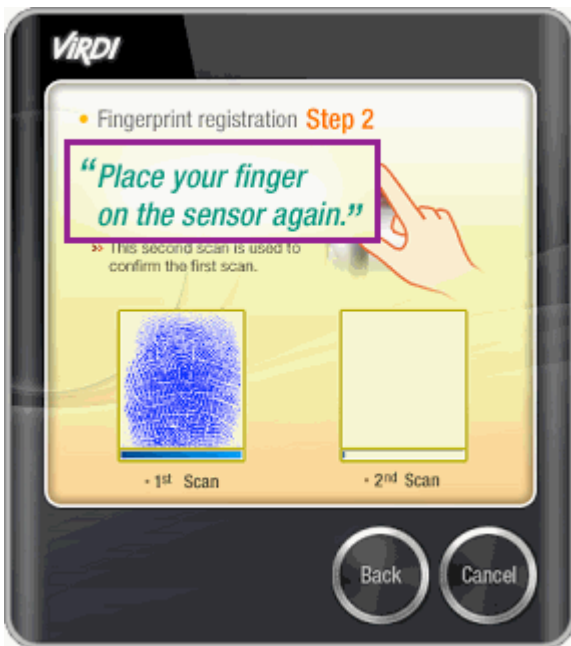 ViRDI
• Fingerprint registration Step 2
“Place your finger
on the sensor again.”
» This second scan is used to
confirm the first scan.
• 1st Scan
• 2nd Scan
Back
Cancel